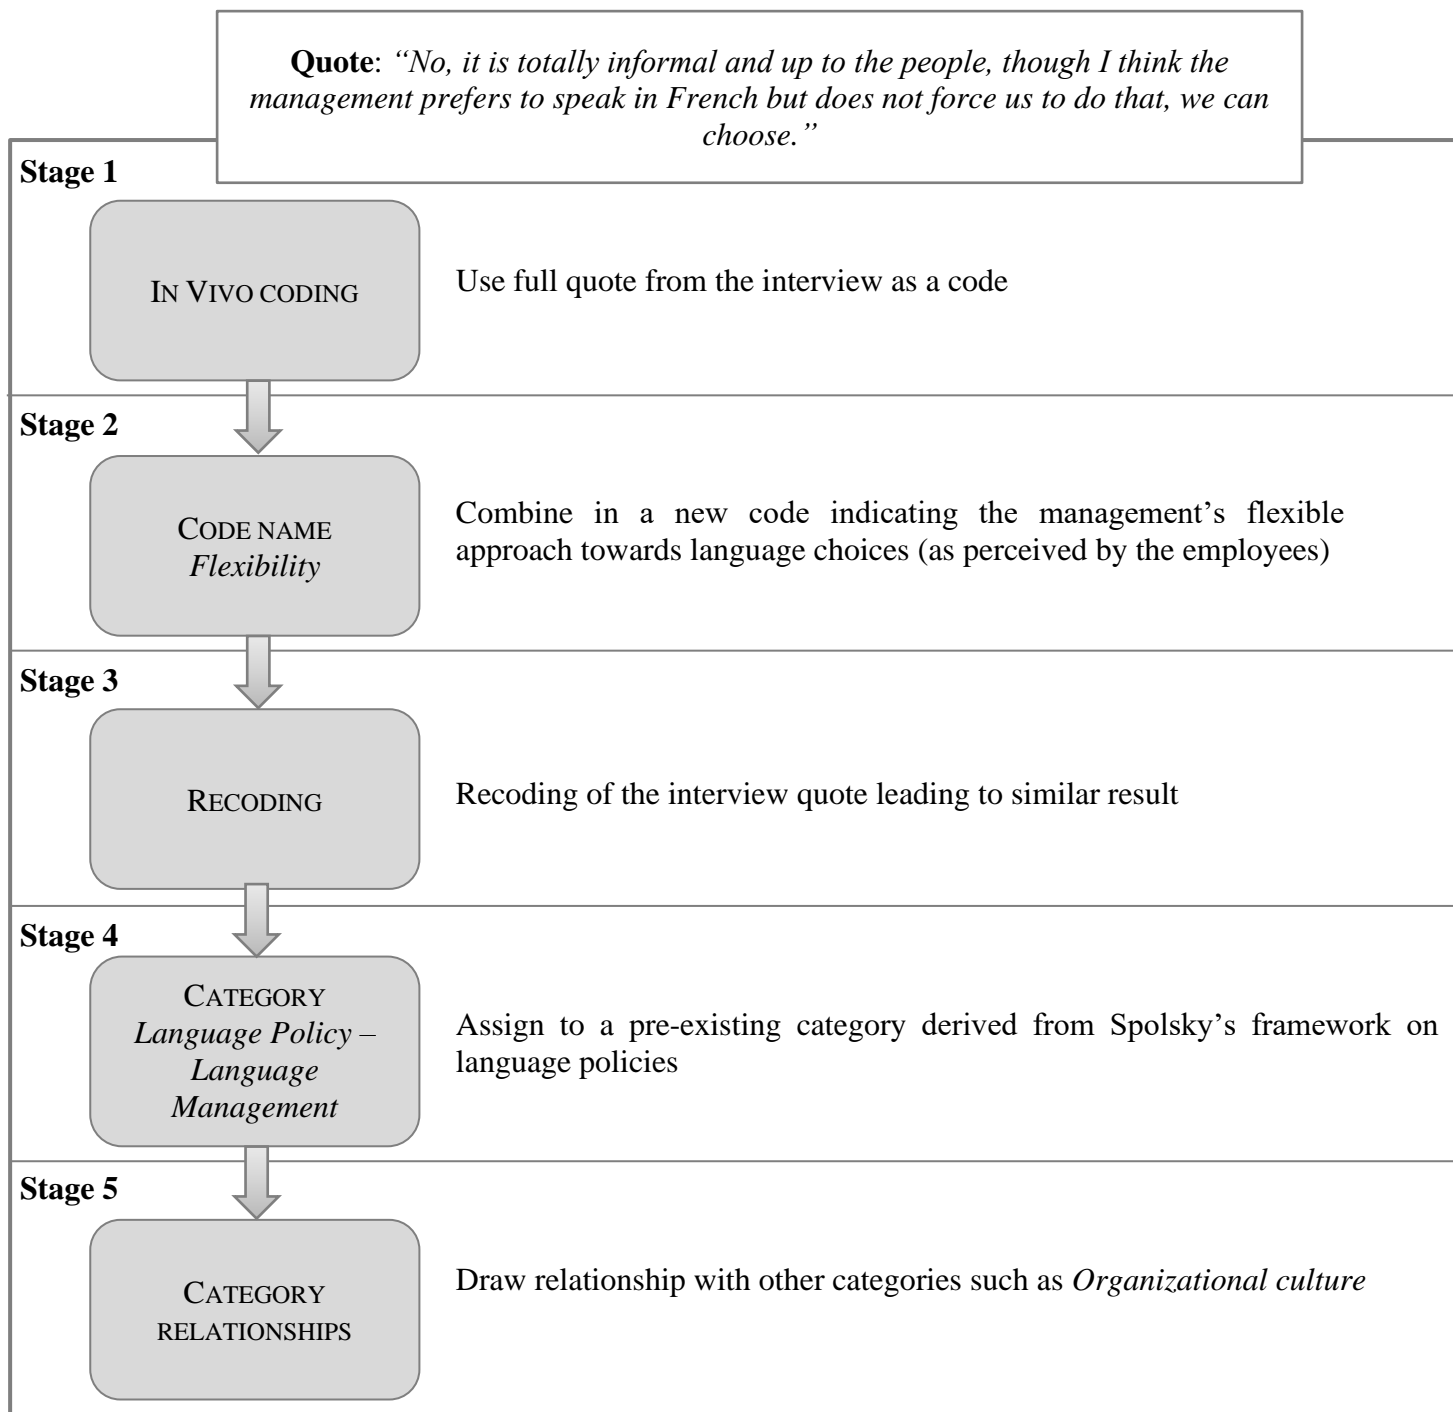 Quote: “No, it is totally informal and up to the people, though I think the
management prefers to speak in French but does not force us to do that, we can
choose.”
Stage 1
IN VIVO CODING
Use full quote from the interview as a code
Stage 2
CODE NAME
Flexibility
Combine in a new code indicating the management’s flexible
approach towards language choices (as perceived by the employees)
Stage 3
RECODING
Recoding of the interview quote leading to similar result
Stage 4
CATEGORY
Language Policy –
Language
Management
Assign to a pre-existing category derived from Spolsky’s framework on
language policies
Stage 5
CATEGORY
RELATIONSHIPS
Draw relationship with other categories such as Organizational culture